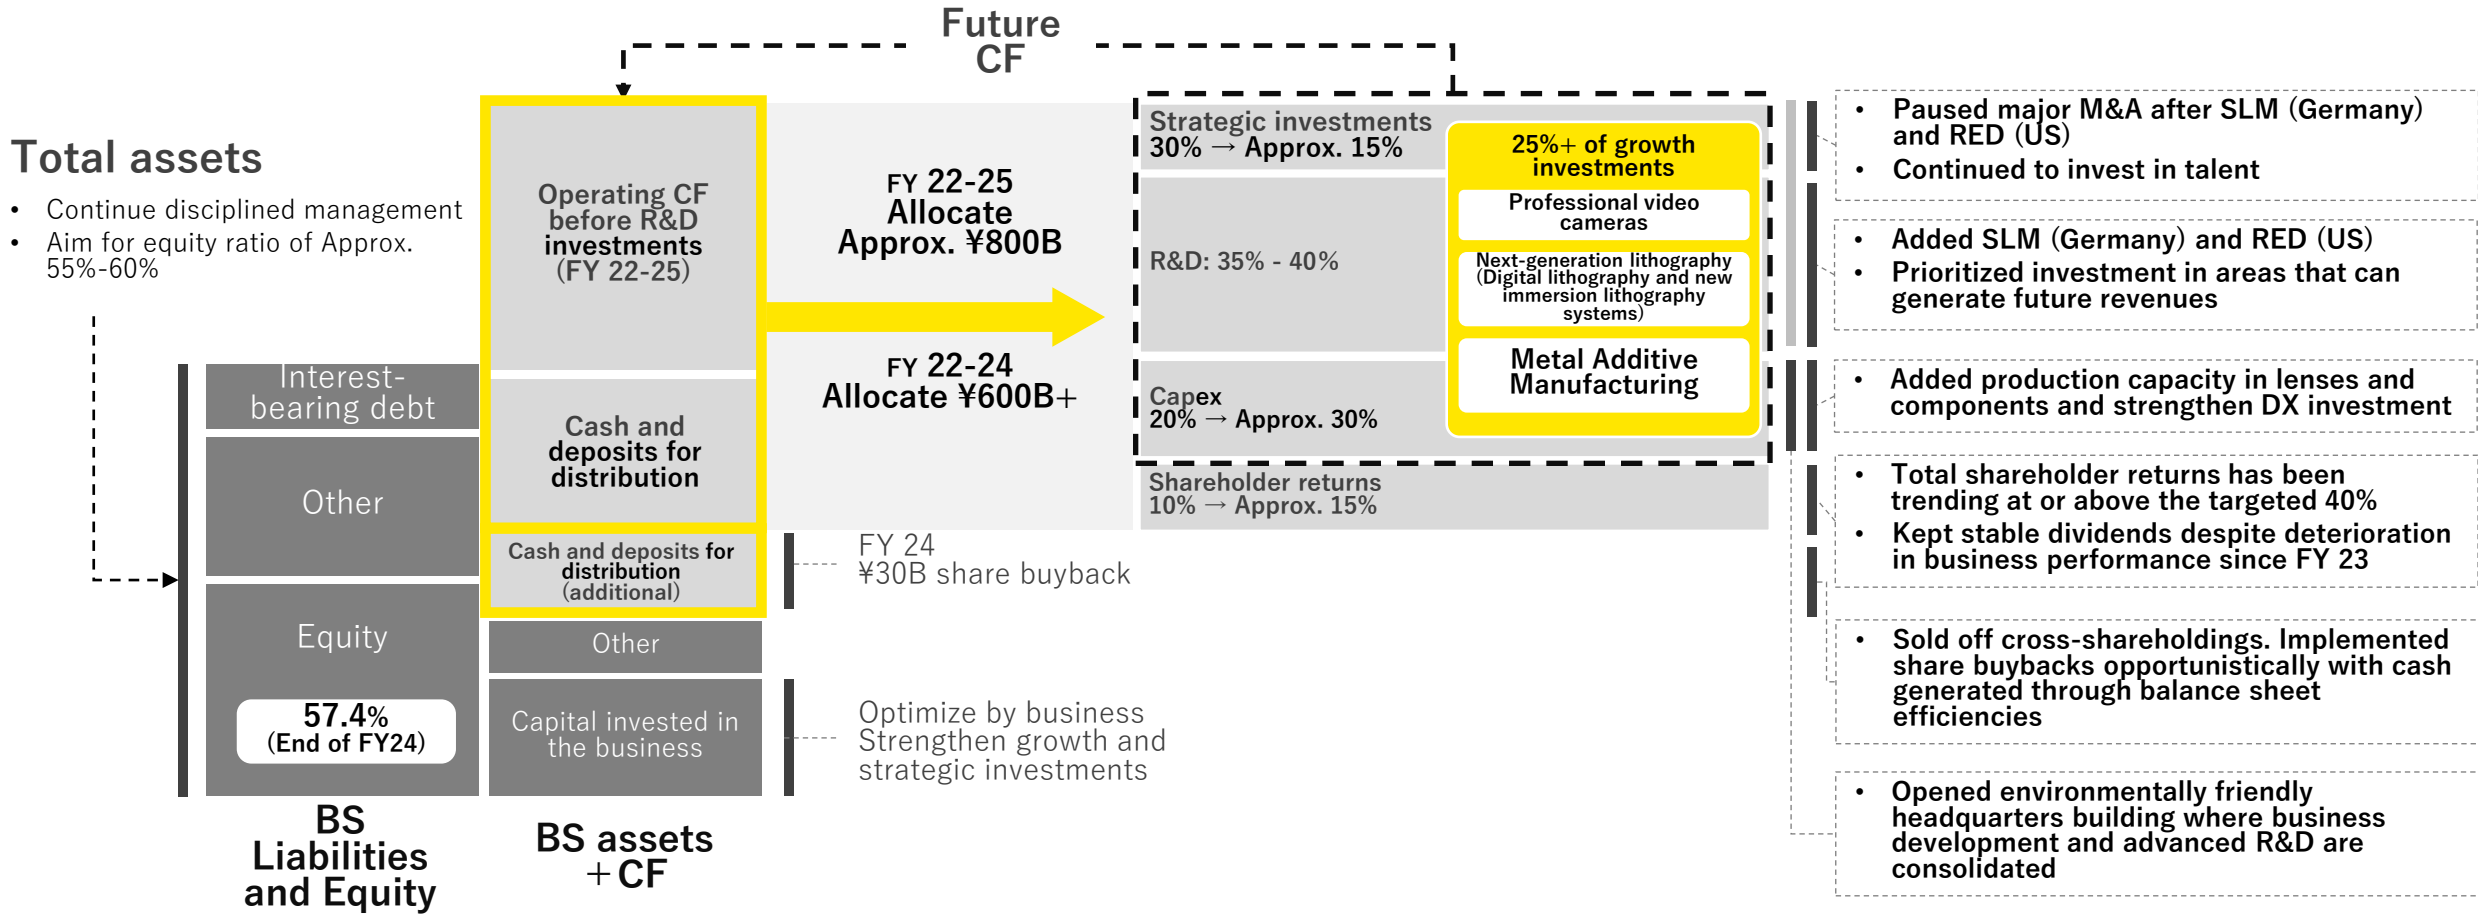 Future
CF
Total assets
• Continue disciplined management
• Aim for equity ratio of Approx.
55%-60%
Interest-
bearing debt
Other
Equity
57.4%
(End of FY24)
BS
Liabilities
and Equity
Operating CF
before R&D
investments
(FY 22-25)
Cash and
deposits for
distribution
Cash and deposits for
distribution
(additional)
Other
Capital invested in
the business
BS assets
+CF
FY 22-25
Allocate
Approx. ¥800B
FY 22-24
Allocate ¥600B+
FY 24
¥30B share buyback
Optimize by business
Strengthen growth and
strategic investments
Strategic investments
30% → Approx. 15%
R&D: 35% - 40%
Capex
20% → Approx. 30%
Shareholder returns
10% → Approx. 15%
25%+ of growth
investments
Professional video
cameras
Next-generation lithography
(Digital lithography and new
immersion lithography
systems)
Metal Additive
Manufacturing
• Paused major M&A after SLM (Germany)
and RED (US)
• Continued to invest in talent
• Added SLM (Germany) and RED (US)
• Prioritized investment in areas that can
generate future revenues
• Added production capacity in lenses and
components and strengthen DX investment
• Total shareholder returns has been
trending at or above the targeted 40%
• Kept stable dividends despite deterioration
in business performance since FY 23
• Sold off cross-shareholdings. Implemented
share buybacks opportunistically with cash
generated through balance sheet
efficiencies
• Opened environmentally friendly
headquarters building where business
development and advanced R&D are
consolidated